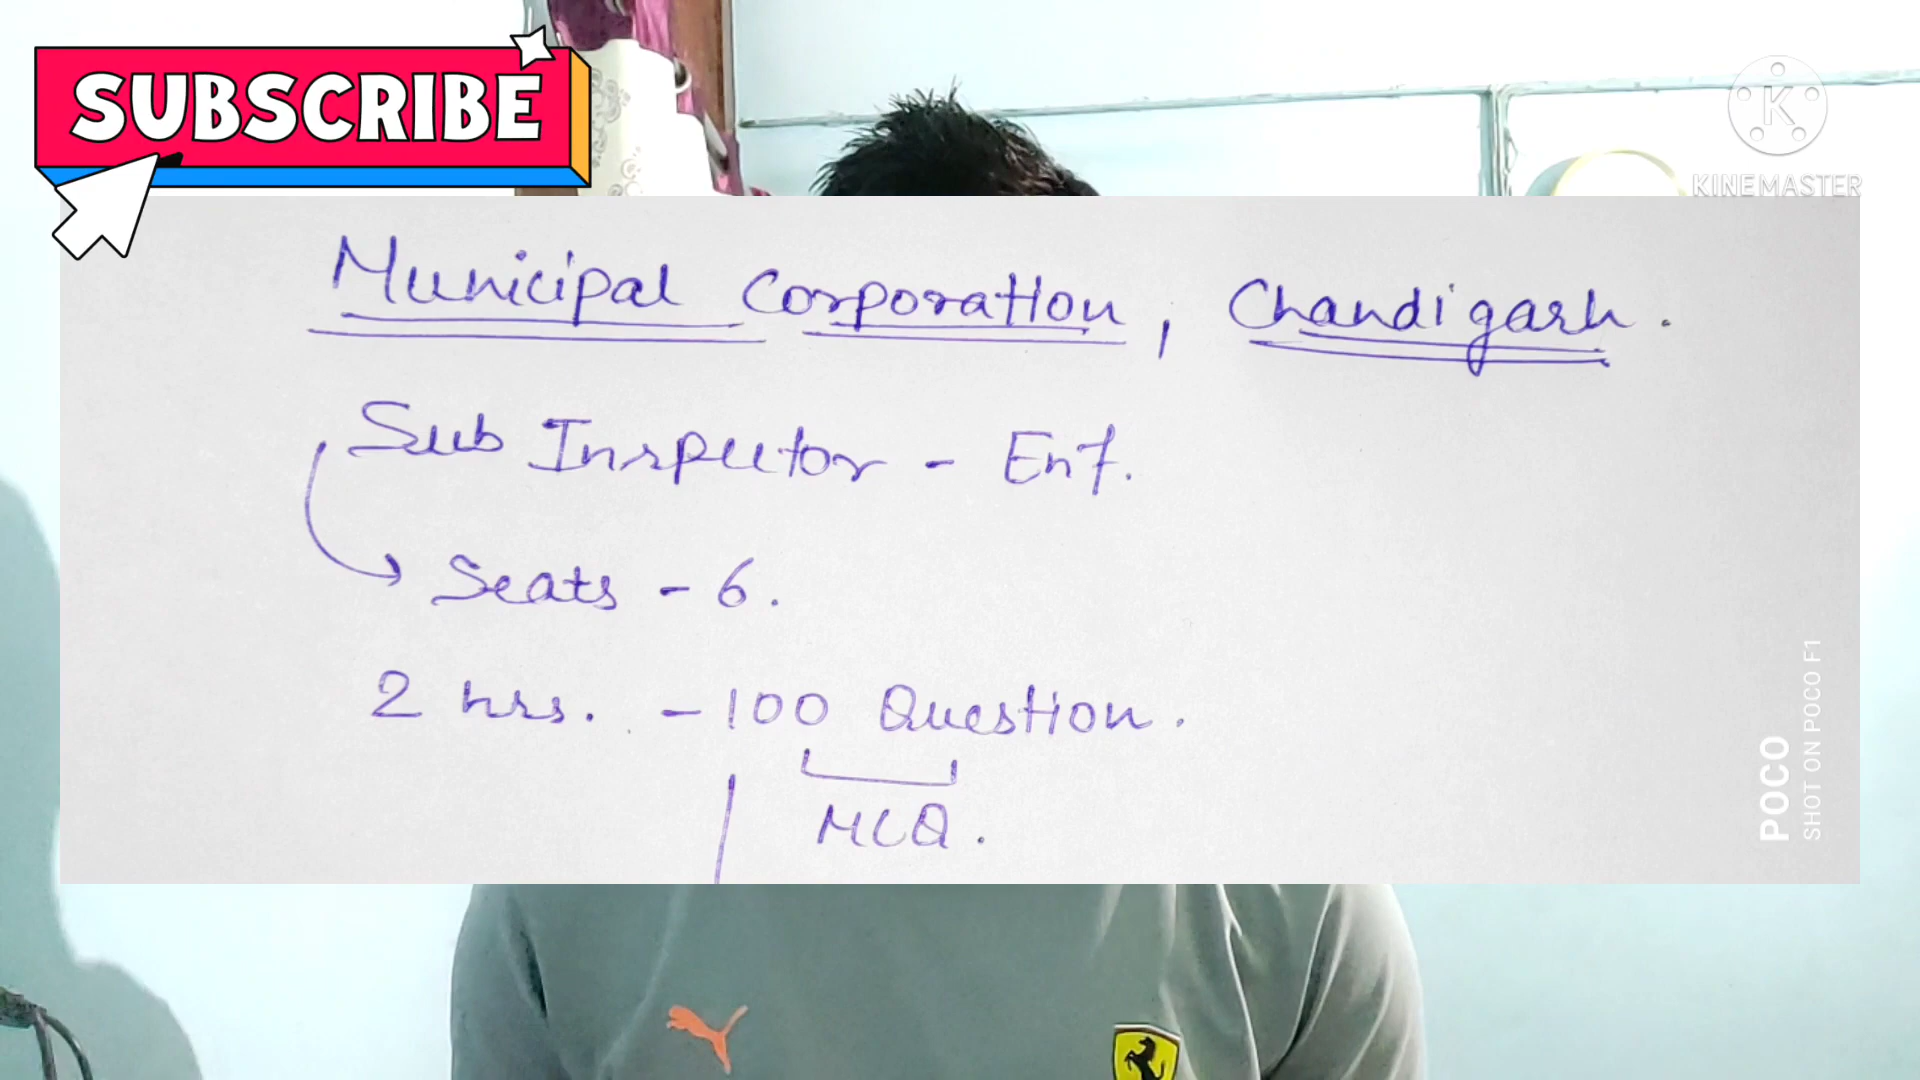 SUBSCRIBE
KINEMASTER
Municipal Corporation, Chandigarh.
Sub Inspector - Enf.
Seats - 6.
2 hrs. - 100 Question.
MCQ.
POCO
SHOT ON POCO F1